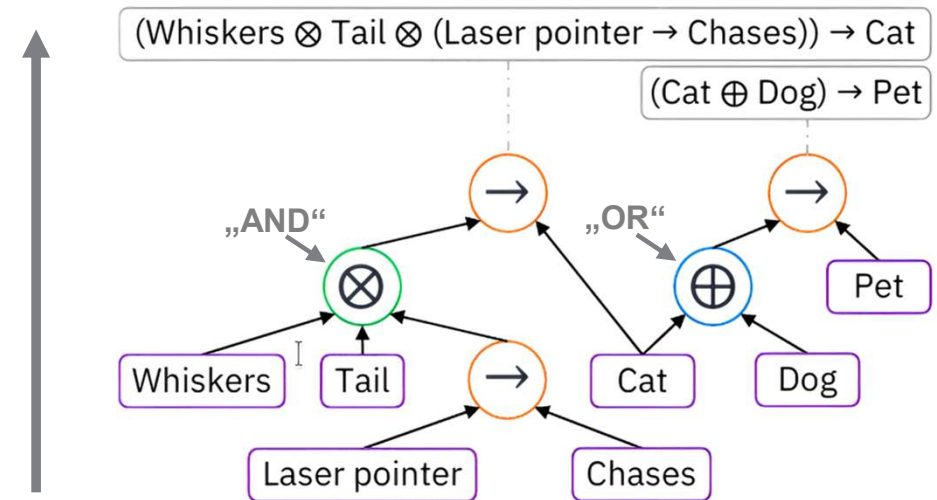 (Whiskers ⊗ Tail ⊗ (Laser pointer → Chases)) → Cat
(Cat ⊕ Dog) → Pet
→
→
„AND“
„OR“
⊗
⊕
Pet
Whiskers
Tail
→
Cat
Dog
Laser pointer
Chases